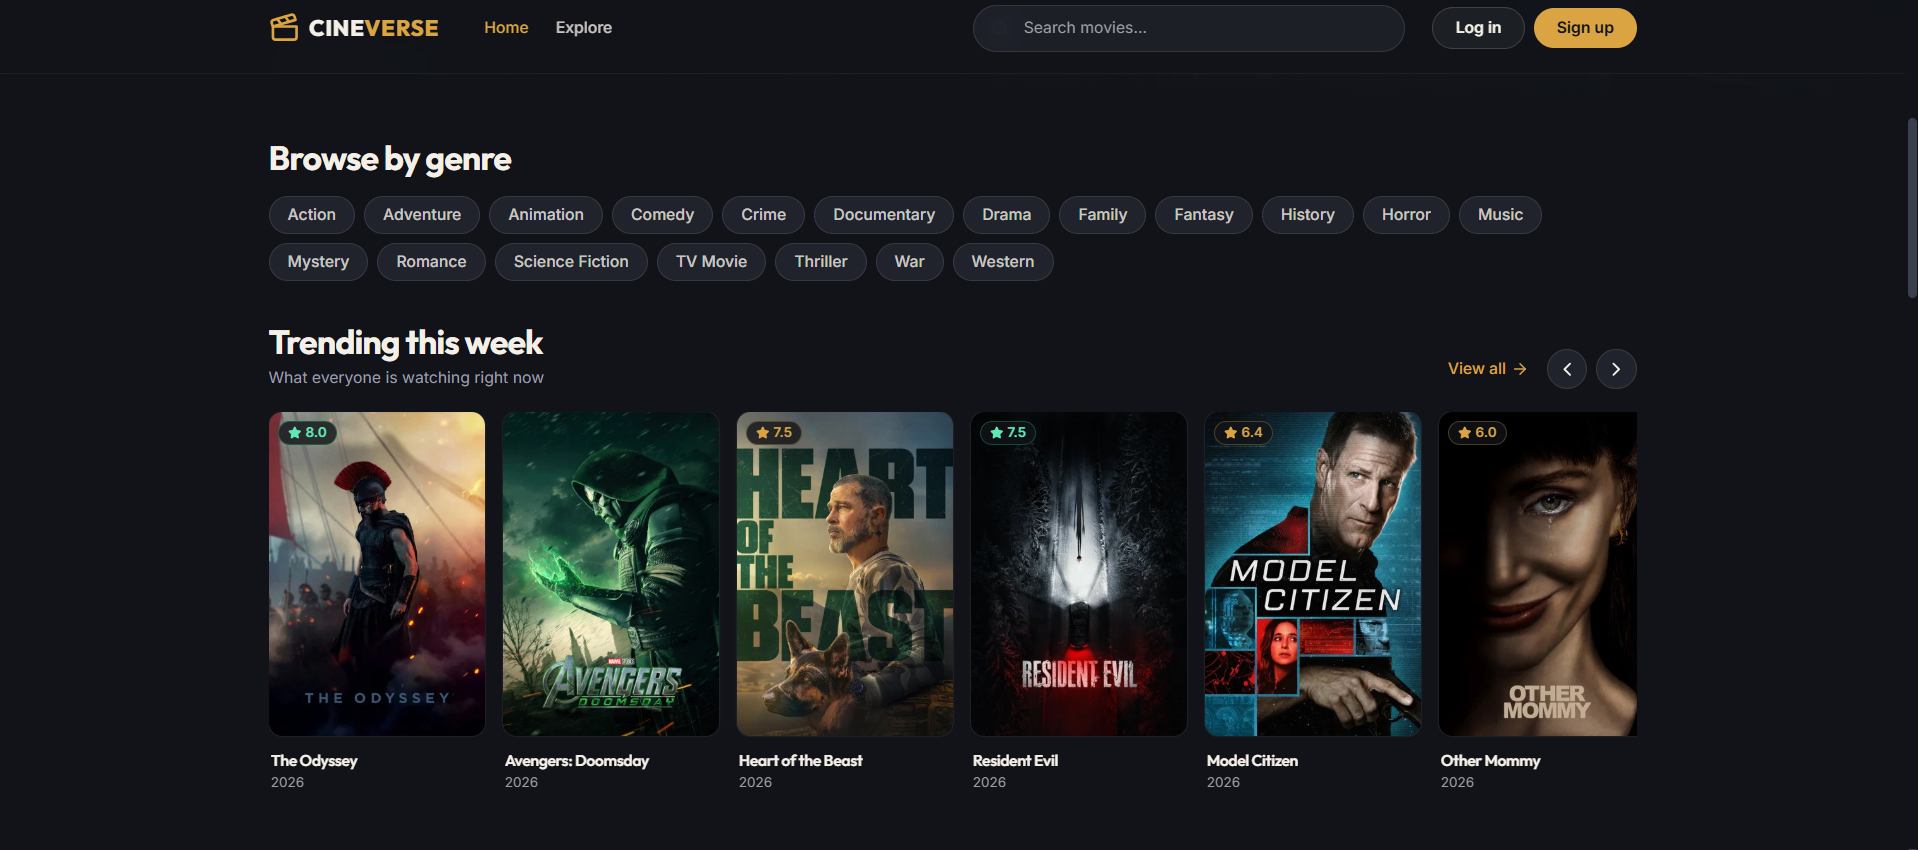 CINEVERSE Home Explore Search movies... Log in Sign up
Browse by genre
Action Adventure Animation Comedy Crime Documentary Drama Family Fantasy History Horror Music
Mystery Romance Science Fiction TV Movie Thriller War Western
Trending this week
What everyone is watching right now
View all →
8.0
THE ODYSSEY
The Odyssey
2026
MARVEL STUDIOS
AVENGERS
DOOMSDAY
Avengers: Doomsday
2026
7.5
HEART
OF
THE
BEAST
Heart of the Beast
2026
7.5
RESIDENT EVIL
Resident Evil
2026
6.4
MODEL
CITIZEN
Model Citizen
2026
6.0
OTHER
MOMMY
Other Mommy
2026